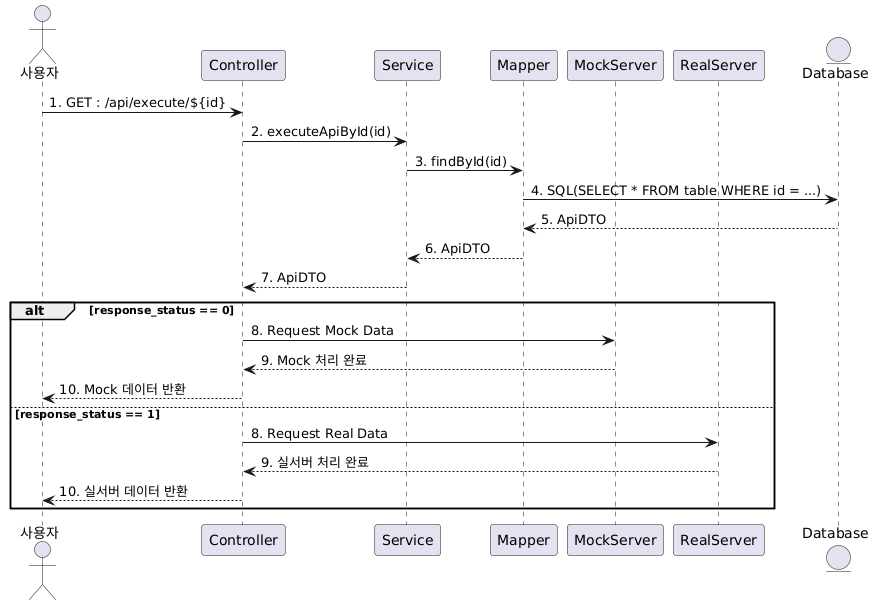 사용자
Controller
Service
Mapper
MockServer
RealServer
Database
1. GET : /api/execute/${id}
2. executeApiById(id)
3. findById(id)
4. SQL(SELECT * FROM table WHERE id = ...)
5. ApiDTO
6. ApiDTO
7. ApiDTO
alt [response_status == 0]
8. Request Mock Data
9. Mock 처리 완료
10. Mock 데이터 반환
[response_status == 1]
8. Request Real Data
9. 실서버 처리 완료
10. 실서버 데이터 반환
사용자
Controller
Service
Mapper
MockServer
RealServer
Database